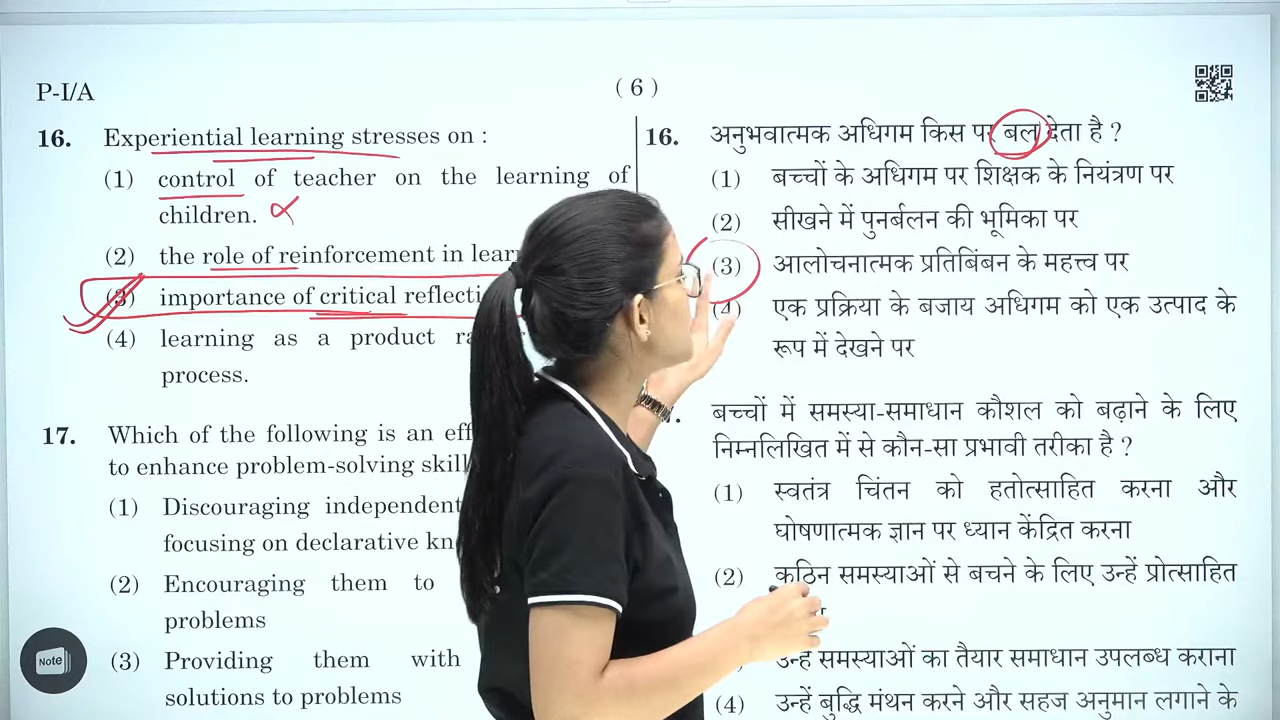 P-I/A
( 6 )
16. Experiential learning stresses on :
(1) control of teacher on the learning of
children.
(2) the role of reinforcement in
(3) importance of critical
(4) learning as a product
process.
17. Which of the following is an
to enhance problem-solving
(1) Discouraging independent
focusing on declarative
(2) Encouraging them to
problems
(3) Providing them with
solutions to problems
16. अनुभवात्मक अधिगम किस पर बल देता है ?
(1) बच्चों के अधिगम पर शिक्षक के नियंत्रण पर
(2) सीखने में पुनर्बलन की भूमिका पर
(3) आलोचनात्मक प्रतिबिंबन के महत्त्व पर
(4) एक प्रक्रिया के बजाय अधिगम को एक उत्पाद के
रूप में देखने पर
बच्चों में समस्या-समाधान कौशल को बढ़ाने के लिए
निम्नलिखित में से कौन-सा प्रभावी तरीका है ?
(1) स्वतंत्र चिंतन को हतोत्साहित करना और
घोषणात्मक ज्ञान पर ध्यान केंद्रित करना
(2) कठिन समस्याओं से बचने के लिए उन्हें प्रोत्साहित
उन्हें समस्याओं का तैयार समाधान उपलब्ध कराना
(4) उन्हें बुद्धि मंथन करने और सहज अनुमान लगाने के
Note